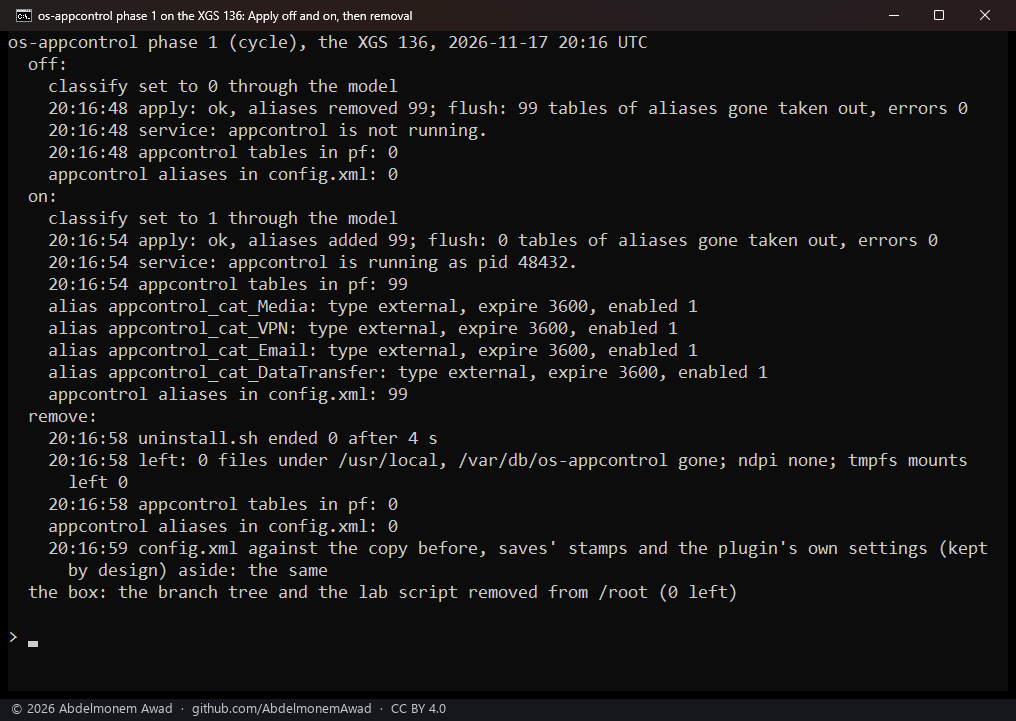 os-appcontrol phase 1 on the XGS 136: Apply off and on, then removal
os-appcontrol phase 1 (cycle), the XGS 136, 2026-11-17 20:16 UTC
off:
classify set to 0 through the model
20:16:48 apply: ok, aliases removed 99; flush: 99 tables of aliases gone taken out, errors 0
20:16:48 service: appcontrol is not running.
20:16:48 appcontrol tables in pf: 0
appcontrol aliases in config.xml: 0
on:
classify set to 1 through the model
20:16:54 apply: ok, aliases added 99; flush: 0 tables of aliases gone taken out, errors 0
20:16:54 service: appcontrol is running as pid 48432.
20:16:54 appcontrol tables in pf: 99
alias appcontrol_cat_Media: type external, expire 3600, enabled 1
alias appcontrol_cat_VPN: type external, expire 3600, enabled 1
alias appcontrol_cat_Email: type external, expire 3600, enabled 1
alias appcontrol_cat_DataTransfer: type external, expire 3600, enabled 1
appcontrol aliases in config.xml: 99
remove:
20:16:58 uninstall.sh ended 0 after 4 s
20:16:58 left: 0 files under /usr/local, /var/db/os-appcontrol gone; ndpi none; tmpfs mounts
left 0
20:16:58 appcontrol tables in pf: 0
appcontrol aliases in config.xml: 0
20:16:59 config.xml against the copy before, saves' stamps and the plugin's own settings (kept
by design) aside: the same
the box: the branch tree and the lab script removed from /root (0 left)
>
© 2026 Abdelmonem Awad · github.com/AbdelmonemAwad · CC BY 4.0